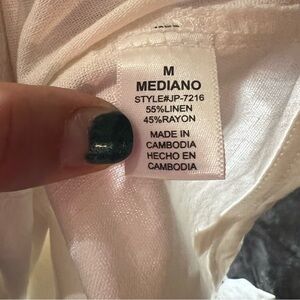 M
MEDIANO
STYLE#JP-7216
55%LINEN
45%RAYON
MADE IN
CAMBODIA
HECHO EN
CAMBODIA